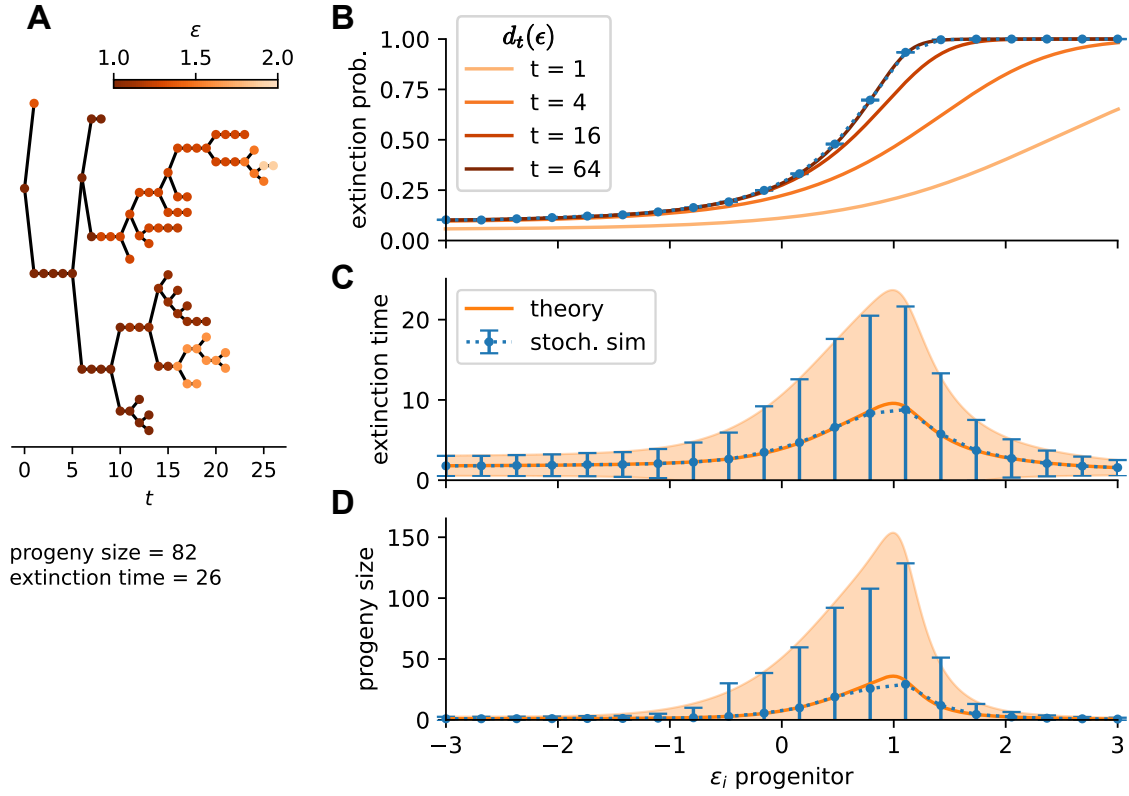 A
ε
1.0 1.5 2.0
0 5 10 15 20 25
t
progeny size = 82
extinction time = 26
B
extinction prob.
1.00
0.75
0.50
0.25
0.00
d_t(ϵ)
t = 1
t = 4
t = 16
t = 64
C
extinction time
20
10
0
theory
stoch. sim
D
progeny size
150
100
50
0
−3 −2 −1 0 1 2 3
ε_i progenitor